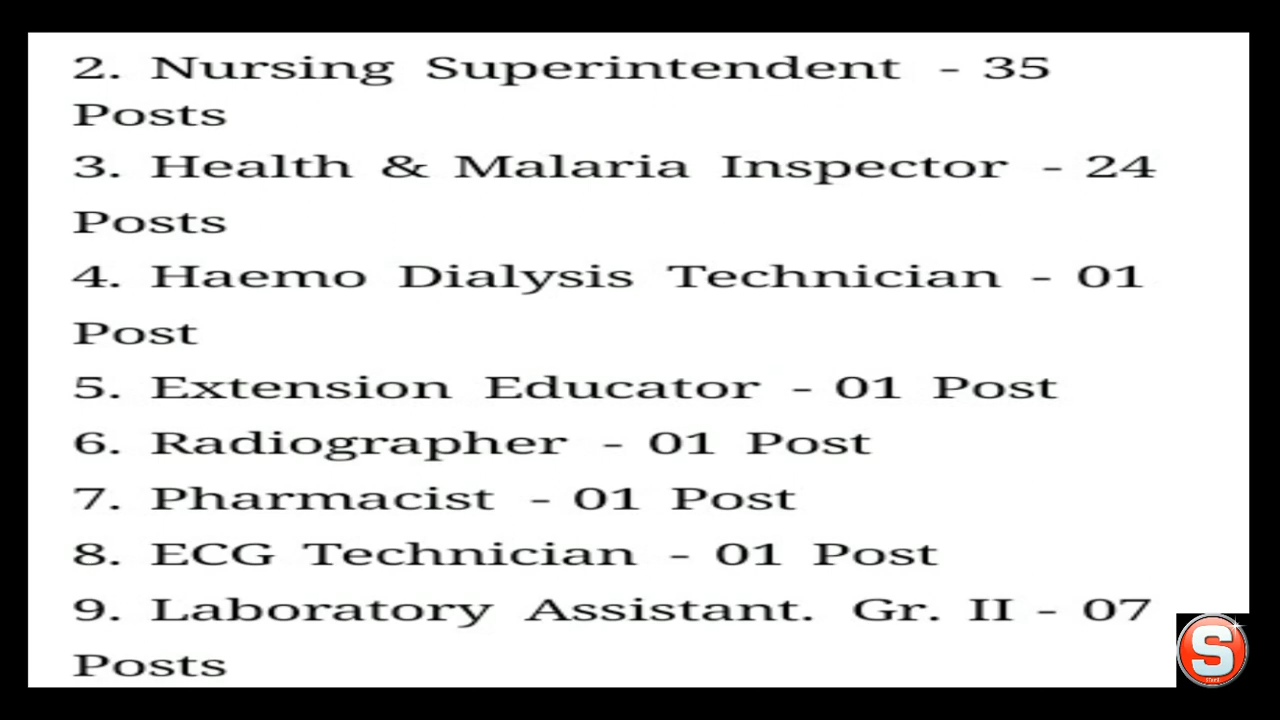 2. Nursing Superintendent - 35
Posts
3. Health & Malaria Inspector - 24
Posts
4. Haemo Dialysis Technician - 01
Post
5. Extension Educator - 01 Post
6. Radiographer - 01 Post
7. Pharmacist - 01 Post
8. ECG Technician - 01 Post
9. Laboratory Assistant. Gr. II - 07
Posts
S